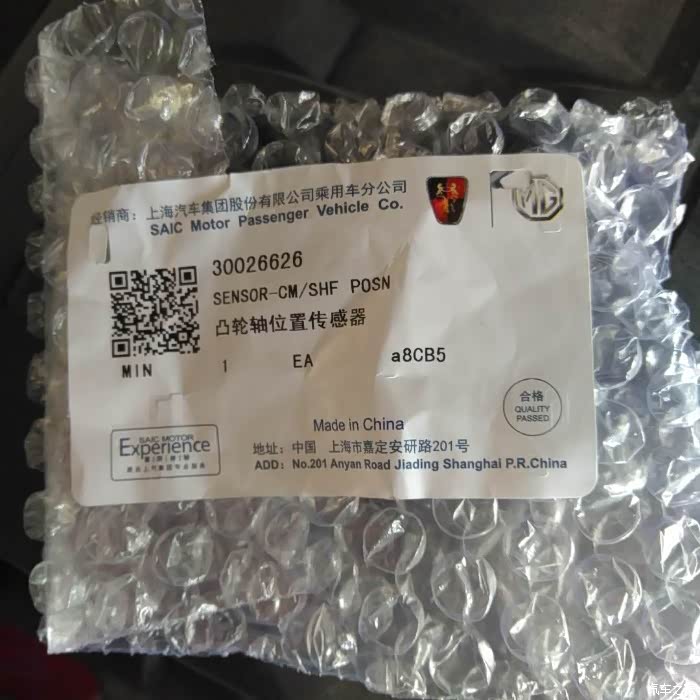 经销商：上海汽车集团股份有限公司乘用车分公司
SAIC Motor Passenger Vehicle Co.
MG
30026626
SENSOR-CM/SHF POSN
凸轮轴位置传感器
MIN 1 EA a8CB5
合格
QUALITY
PASSED
SAIC MOTOR
Experience
Made in China
地址：中国 上海市嘉定安研路201号
ADD：No.201 Anyan Road Jiading Shanghai P.R.China